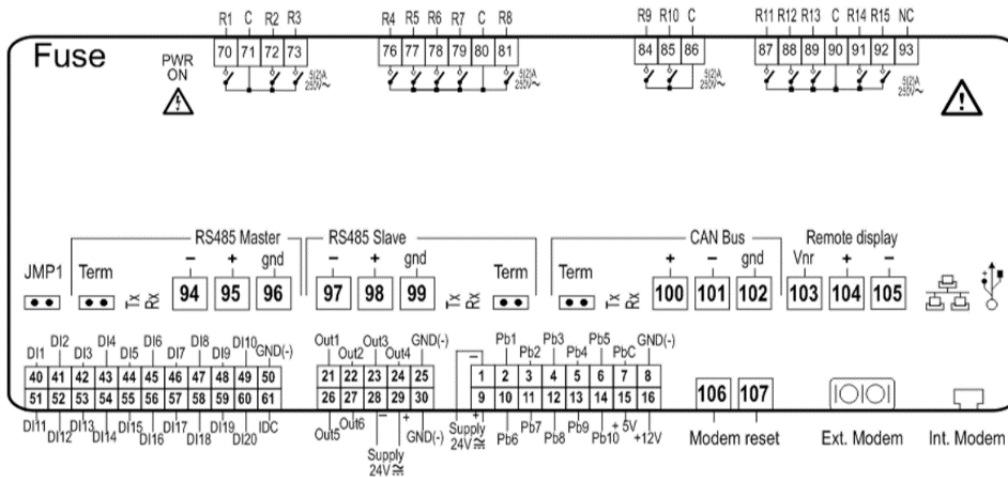 R1 C R2 R3 R4 R5 R6 R7 C R8 R9 R10 C R11 R12 R13 C R14 R15 NC
70 71 72 73 76 77 78 79 80 81 84 85 86 87 88 89 90 91 92 93
Fuse
PWR
ON
5(2)A
250V~
5(2)A
250V~
5(2)A
250V~
5(2)A
250V~
RS485 Master RS485 Slave CAN Bus Remote display
JMP1 Term − + gnd − + gnd Term Term + − gnd Vnr + −
Tx Rx 94 95 96 97 98 99 Tx Rx Tx Rx 100 101 102 103 104 105
DI2 DI4 DI6 DI8 DI10 Out1 Out3 GND(-) Pb1 Pb3 Pb5 GND(-)
DI1 DI3 DI5 DI7 DI9 GND(-) Out2 Out4 − Pb2 Pb4 PbC
40 41 42 43 44 45 46 47 48 49 50 21 22 23 24 25 1 2 3 4 5 6 7 8
51 52 53 54 55 56 57 58 59 60 61 26 27 28 29 30 9 10 11 12 13 14 15 16 106 107
DI11 DI13 DI15 DI17 DI19 IDC Out6 − + + Pb7 Pb9 + 5V
DI12 DI14 DI16 DI18 DI20 Out5 GND(-) Pb6 Pb8 Pb10 +12V
Supply
24V
Supply
24V
Modem reset Ext. Modem Int. Modem